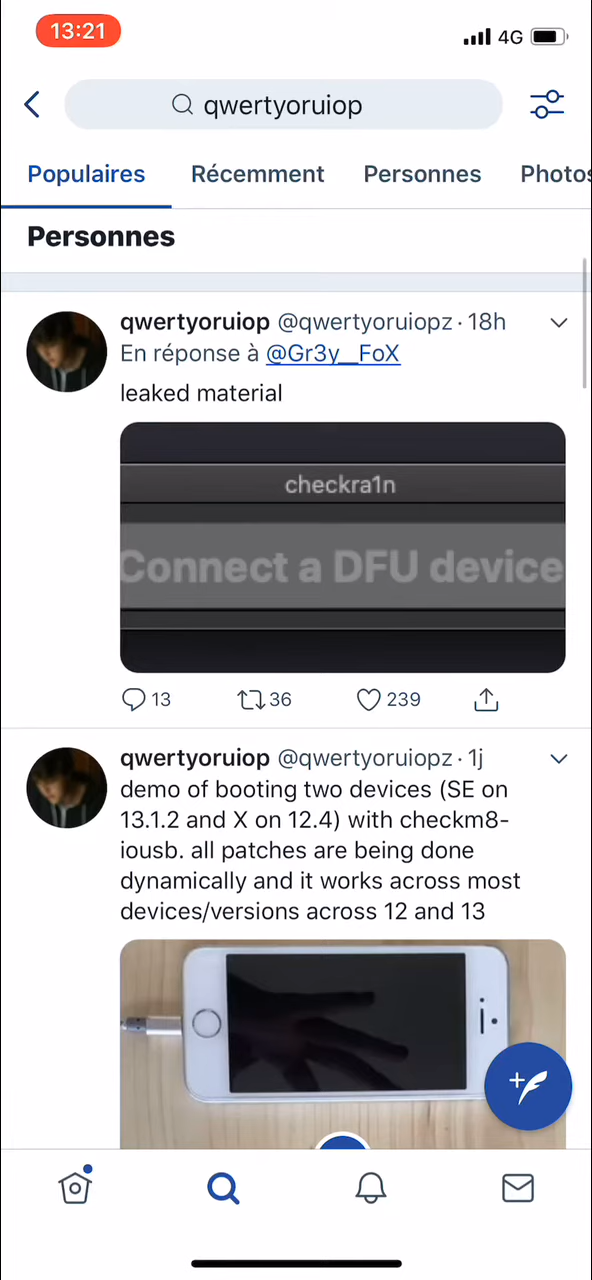 13:21
4G
qwertyoruiop
Populaires Récemment Personnes Photos
Personnes
qwertyoruiop @qwertyoruiopz · 18h
En réponse à @Gr3y__FoX
leaked material
checkra1n
Connect a DFU device
13 36 239
qwertyoruiop @qwertyoruiopz · 1j
demo of booting two devices (SE on
13.1.2 and X on 12.4) with checkm8-
iousb. all patches are being done
dynamically and it works across most
devices/versions across 12 and 13